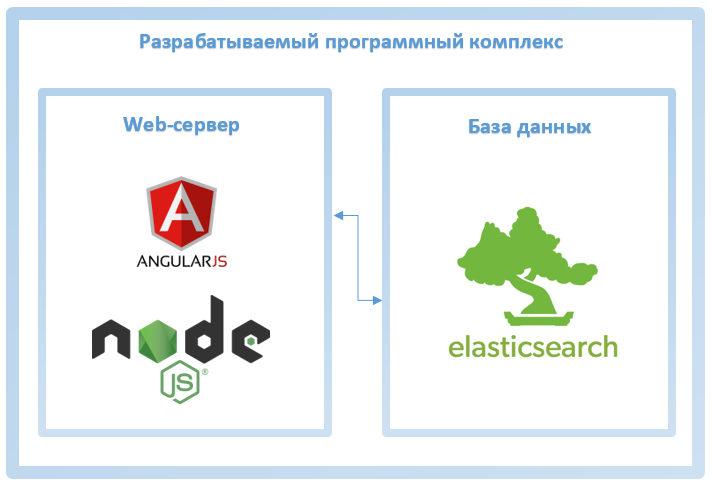 Разрабатываемый программный комплекс
Web-сервер
База данных
A
ANGULARJS
node
JS®
elasticsearch